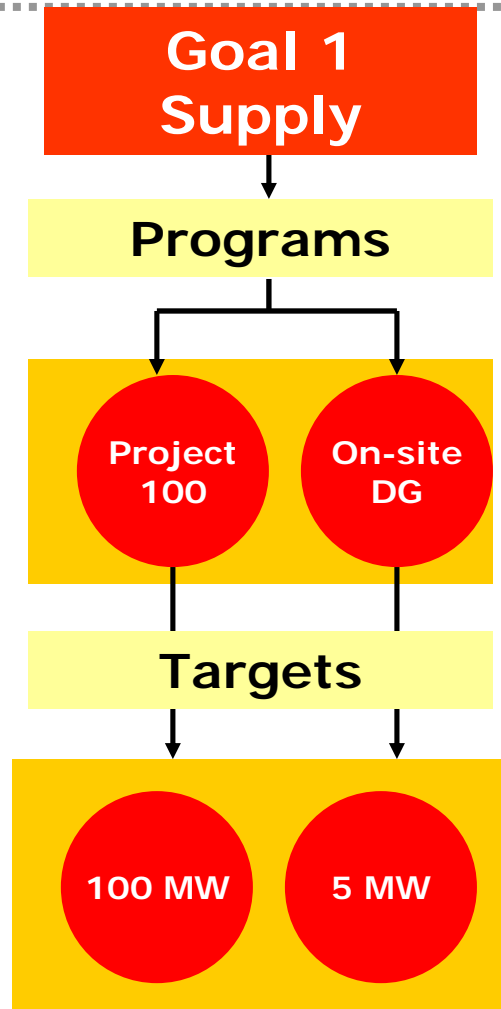 Goal 1
Supply
Programs
Project
100
On-site
DG
Targets
100 MW
5 MW